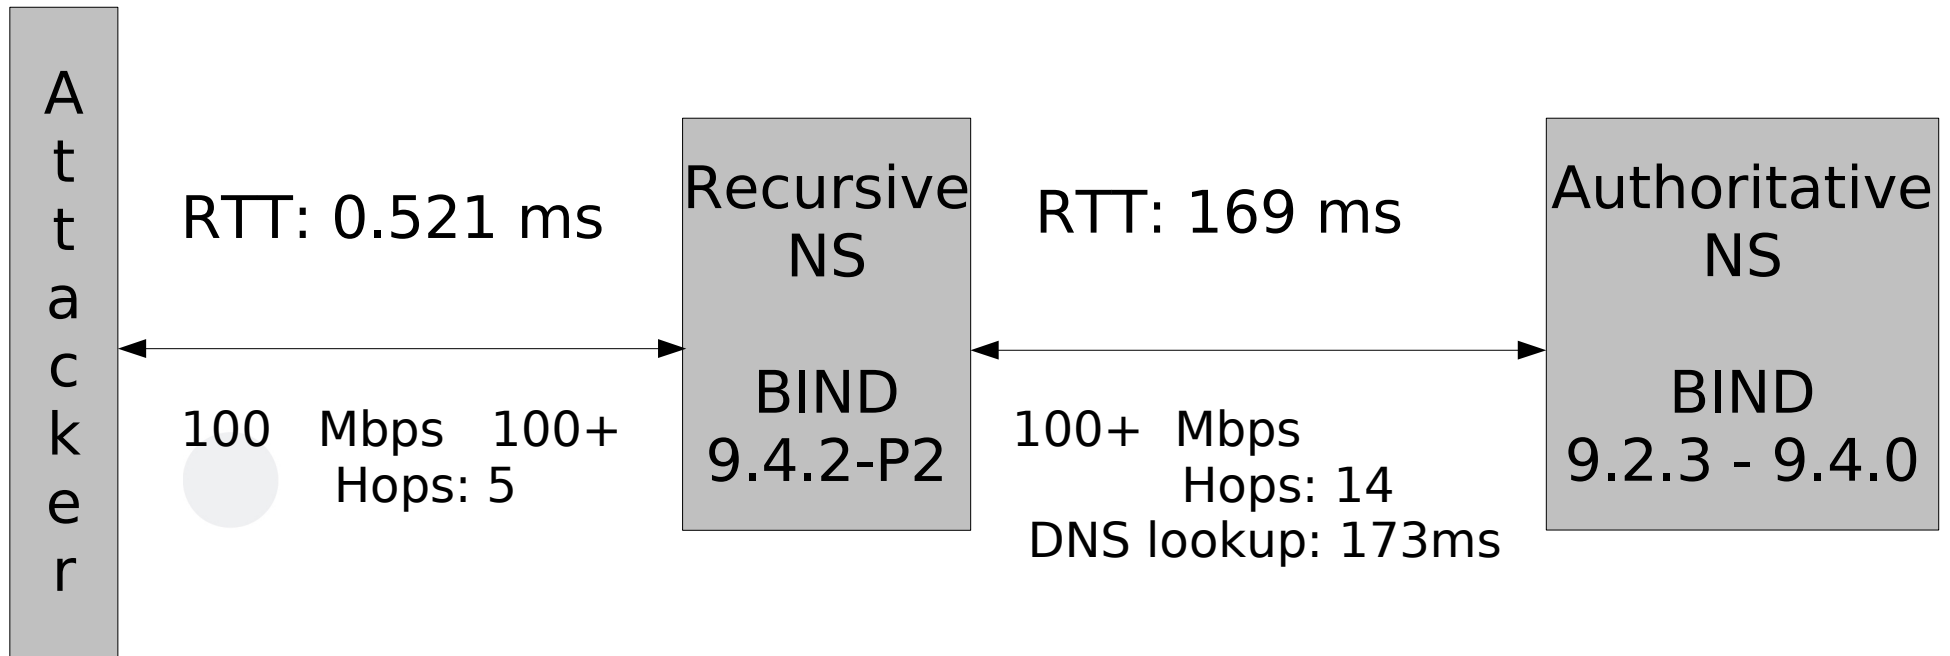 Attacker
RTT: 0.521 ms
100 Mbps 100+
Hops: 5
Recursive
NS
BIND
9.4.2-P2
RTT: 169 ms
100+ Mbps
Hops: 14
DNS lookup: 173ms
Authoritative
NS
BIND
9.2.3 - 9.4.0